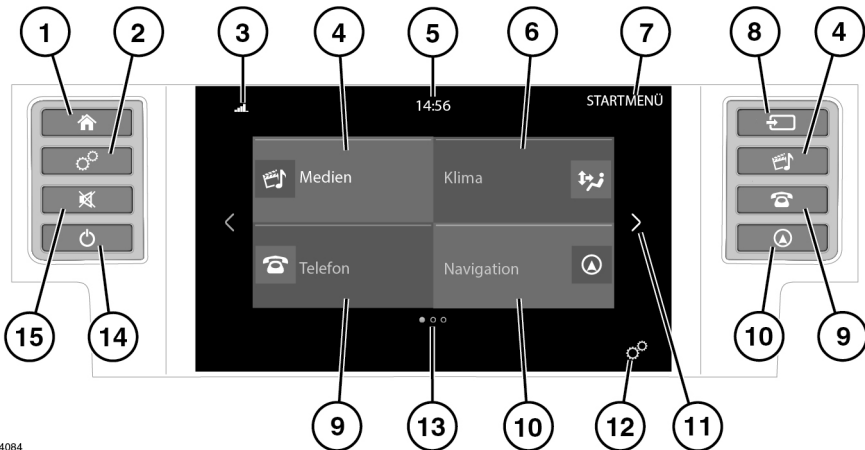 1 2 3 4 5 6 7 8 4
14:56 STARTMENÜ
Medien Klima
Telefon Navigation
15 14 10 9
9 13 10 12 11
4084